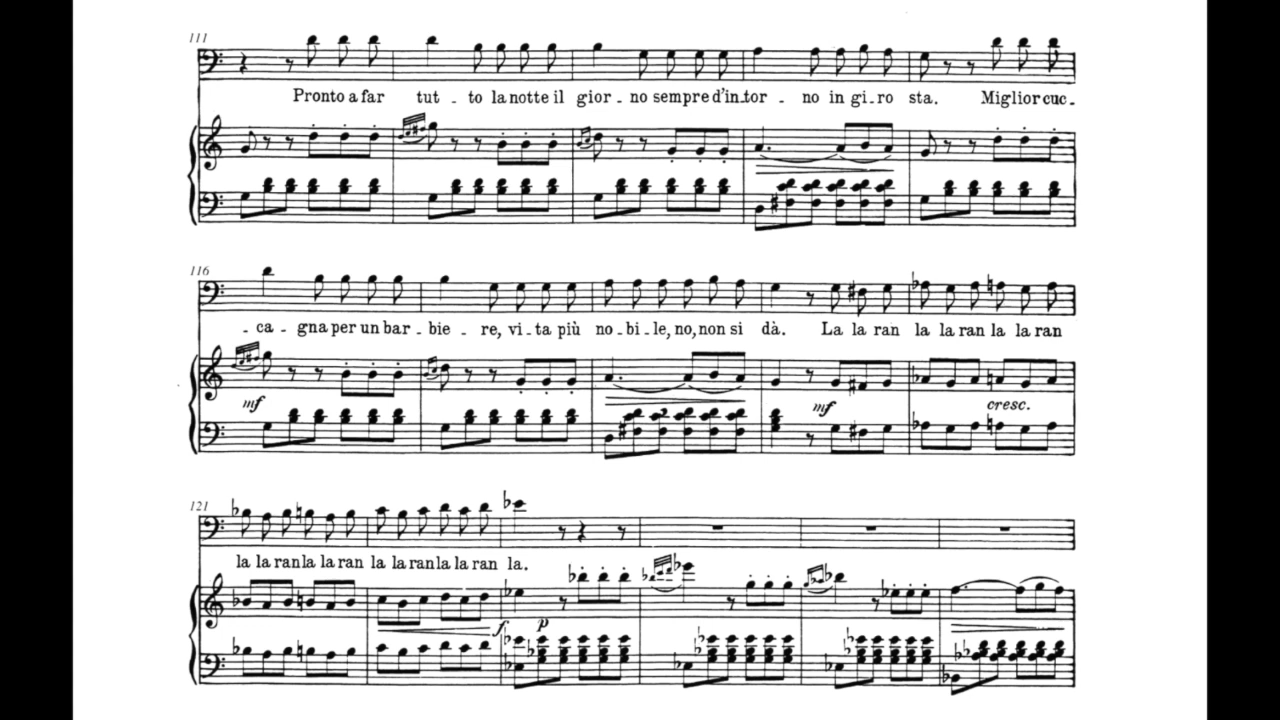 111
Pronto a far tut - to la notte il gior - no sempre d'in-tor - no in gi-ro sta. Miglior cuc-
116
- ca - gna per un bar - bie - re, vi-ta più no-bi-le, no, non si dà. La la ran la la ran la la ran
mf mf cresc.
121
la la ran la la ran la la ran la la ran la.
f p